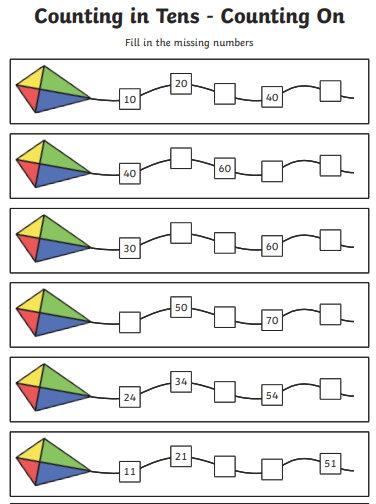 Counting in Tens - Counting On
Fill in the missing numbers
10 20 40
40 60
30 60
50 70
24 34 54
11 21 51